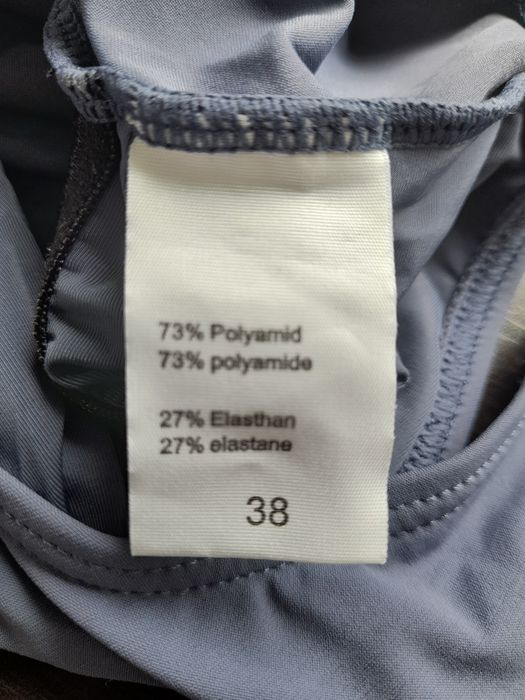 73% Polyamid
73% polyamide
27% Elasthan
27% elastane
38